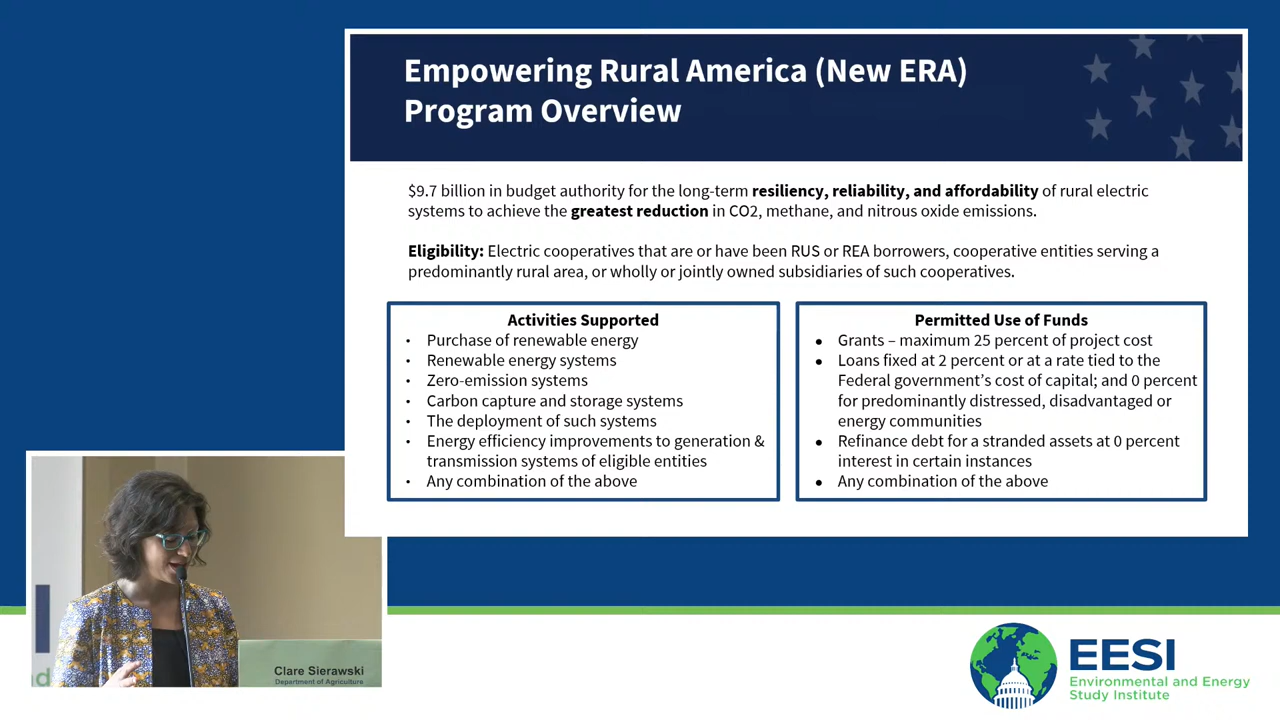 Empowering Rural America (New ERA)
Program Overview
$9.7 billion in budget authority for the long-term resiliency, reliability, and affordability of rural electric
systems to achieve the greatest reduction in CO2, methane, and nitrous oxide emissions.
Eligibility: Electric cooperatives that are or have been RUS or REA borrowers, cooperative entities serving a
predominantly rural area, or wholly or jointly owned subsidiaries of such cooperatives.
Activities Supported
• Purchase of renewable energy
• Renewable energy systems
• Zero-emission systems
• Carbon capture and storage systems
• The deployment of such systems
• Energy efficiency improvements to generation &
transmission systems of eligible entities
• Any combination of the above
Permitted Use of Funds
• Grants – maximum 25 percent of project cost
• Loans fixed at 2 percent or at a rate tied to the
Federal government's cost of capital; and 0 percent
for predominantly distressed, disadvantaged or
energy communities
• Refinance debt for a stranded assets at 0 percent
interest in certain instances
• Any combination of the above
Clare Sierawski
Department of Agriculture
EESI
Environmental and Energy
Study Institute